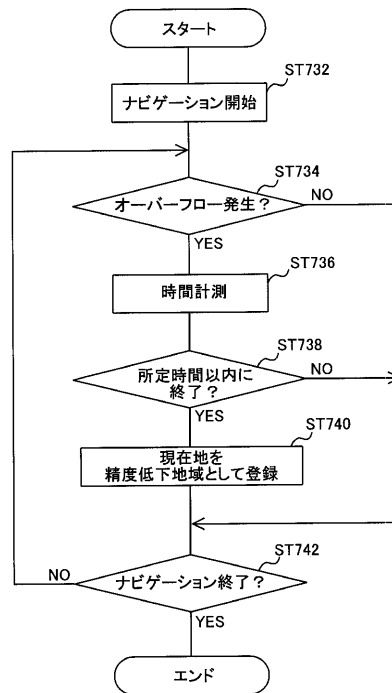 スタート
ST732
ナビゲーション開始
ST734
オーバーフロー発生？
NO
YES
ST736
時間計測
ST738
所定時間以内に
終了？
NO
YES
ST740
現在地を
精度低下地域として登録
ST742
ナビゲーション終了？
NO
YES
エンド